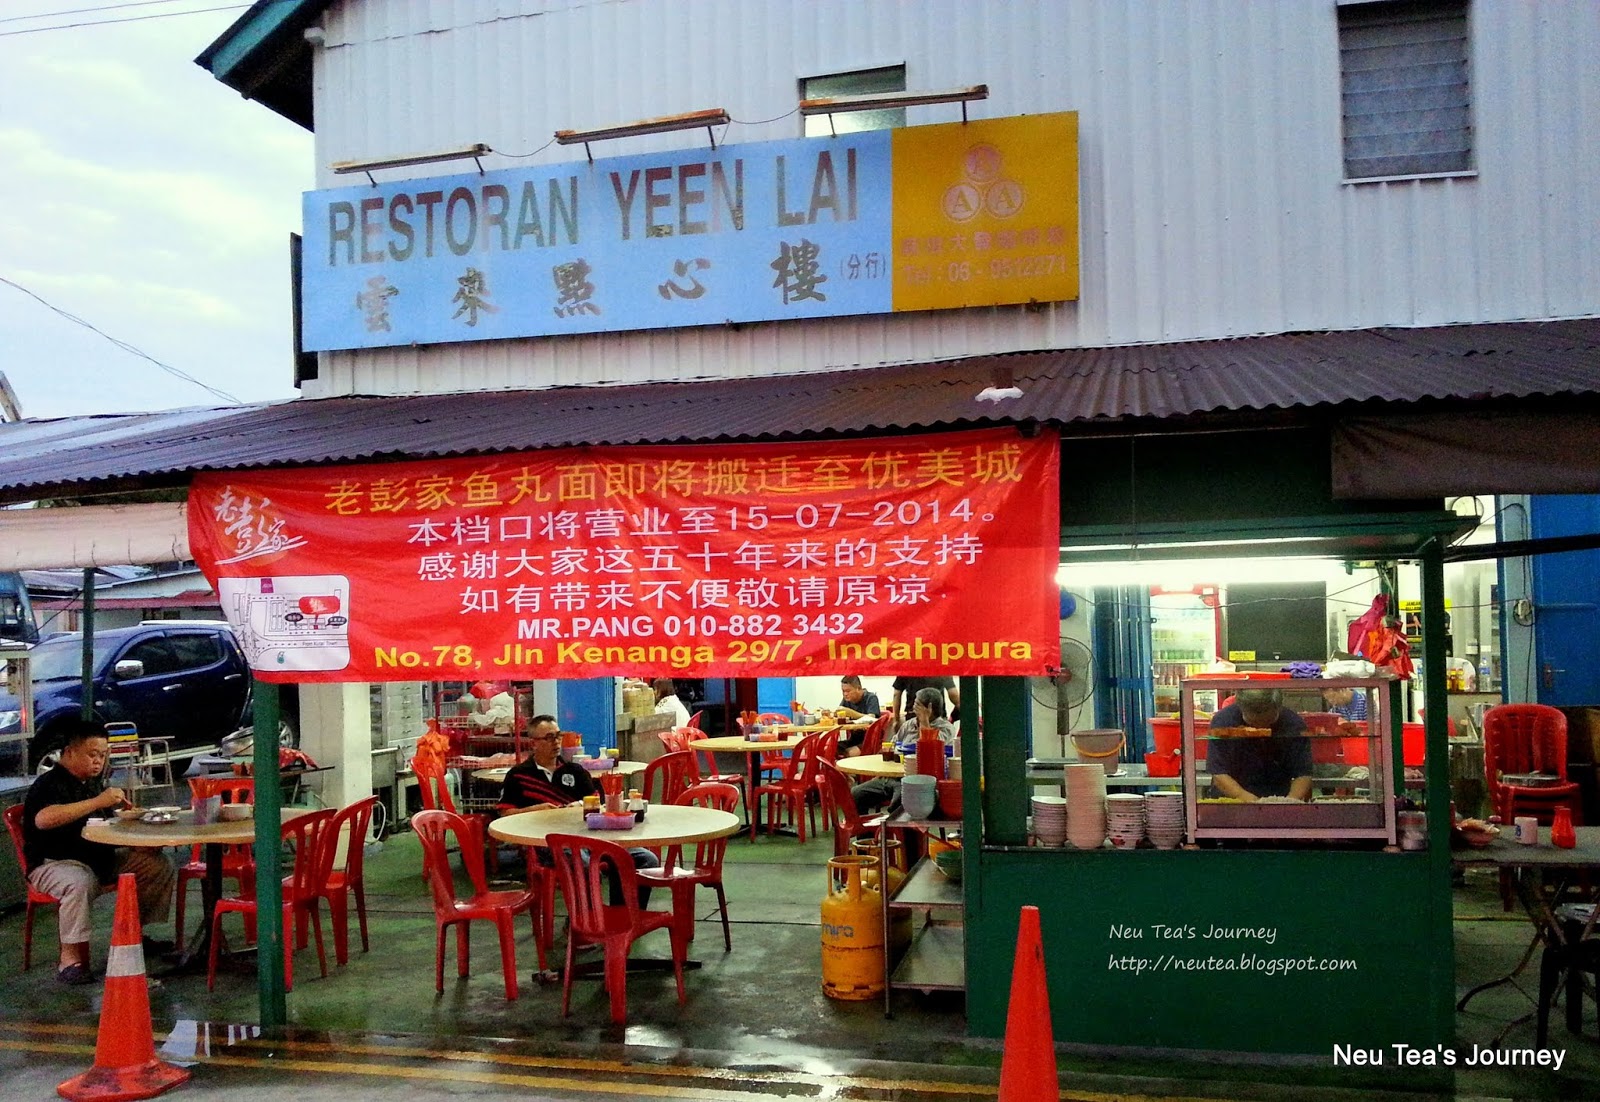 RESTORAN YEEN LAI
雲來點心樓 (分行)
A A
老彭家鱼丸面即将搬迁至优美城
本档口将营业至15-07-2014。
感谢大家这五十年来的支持
如有带来不便敬请原谅.
MR.PANG 010-882 3432
No.78, Jln Kenanga 29/7, Indahpura
mira
Neu Tea's Journey
http://neutea.blogspot.com
Neu Tea's Journey